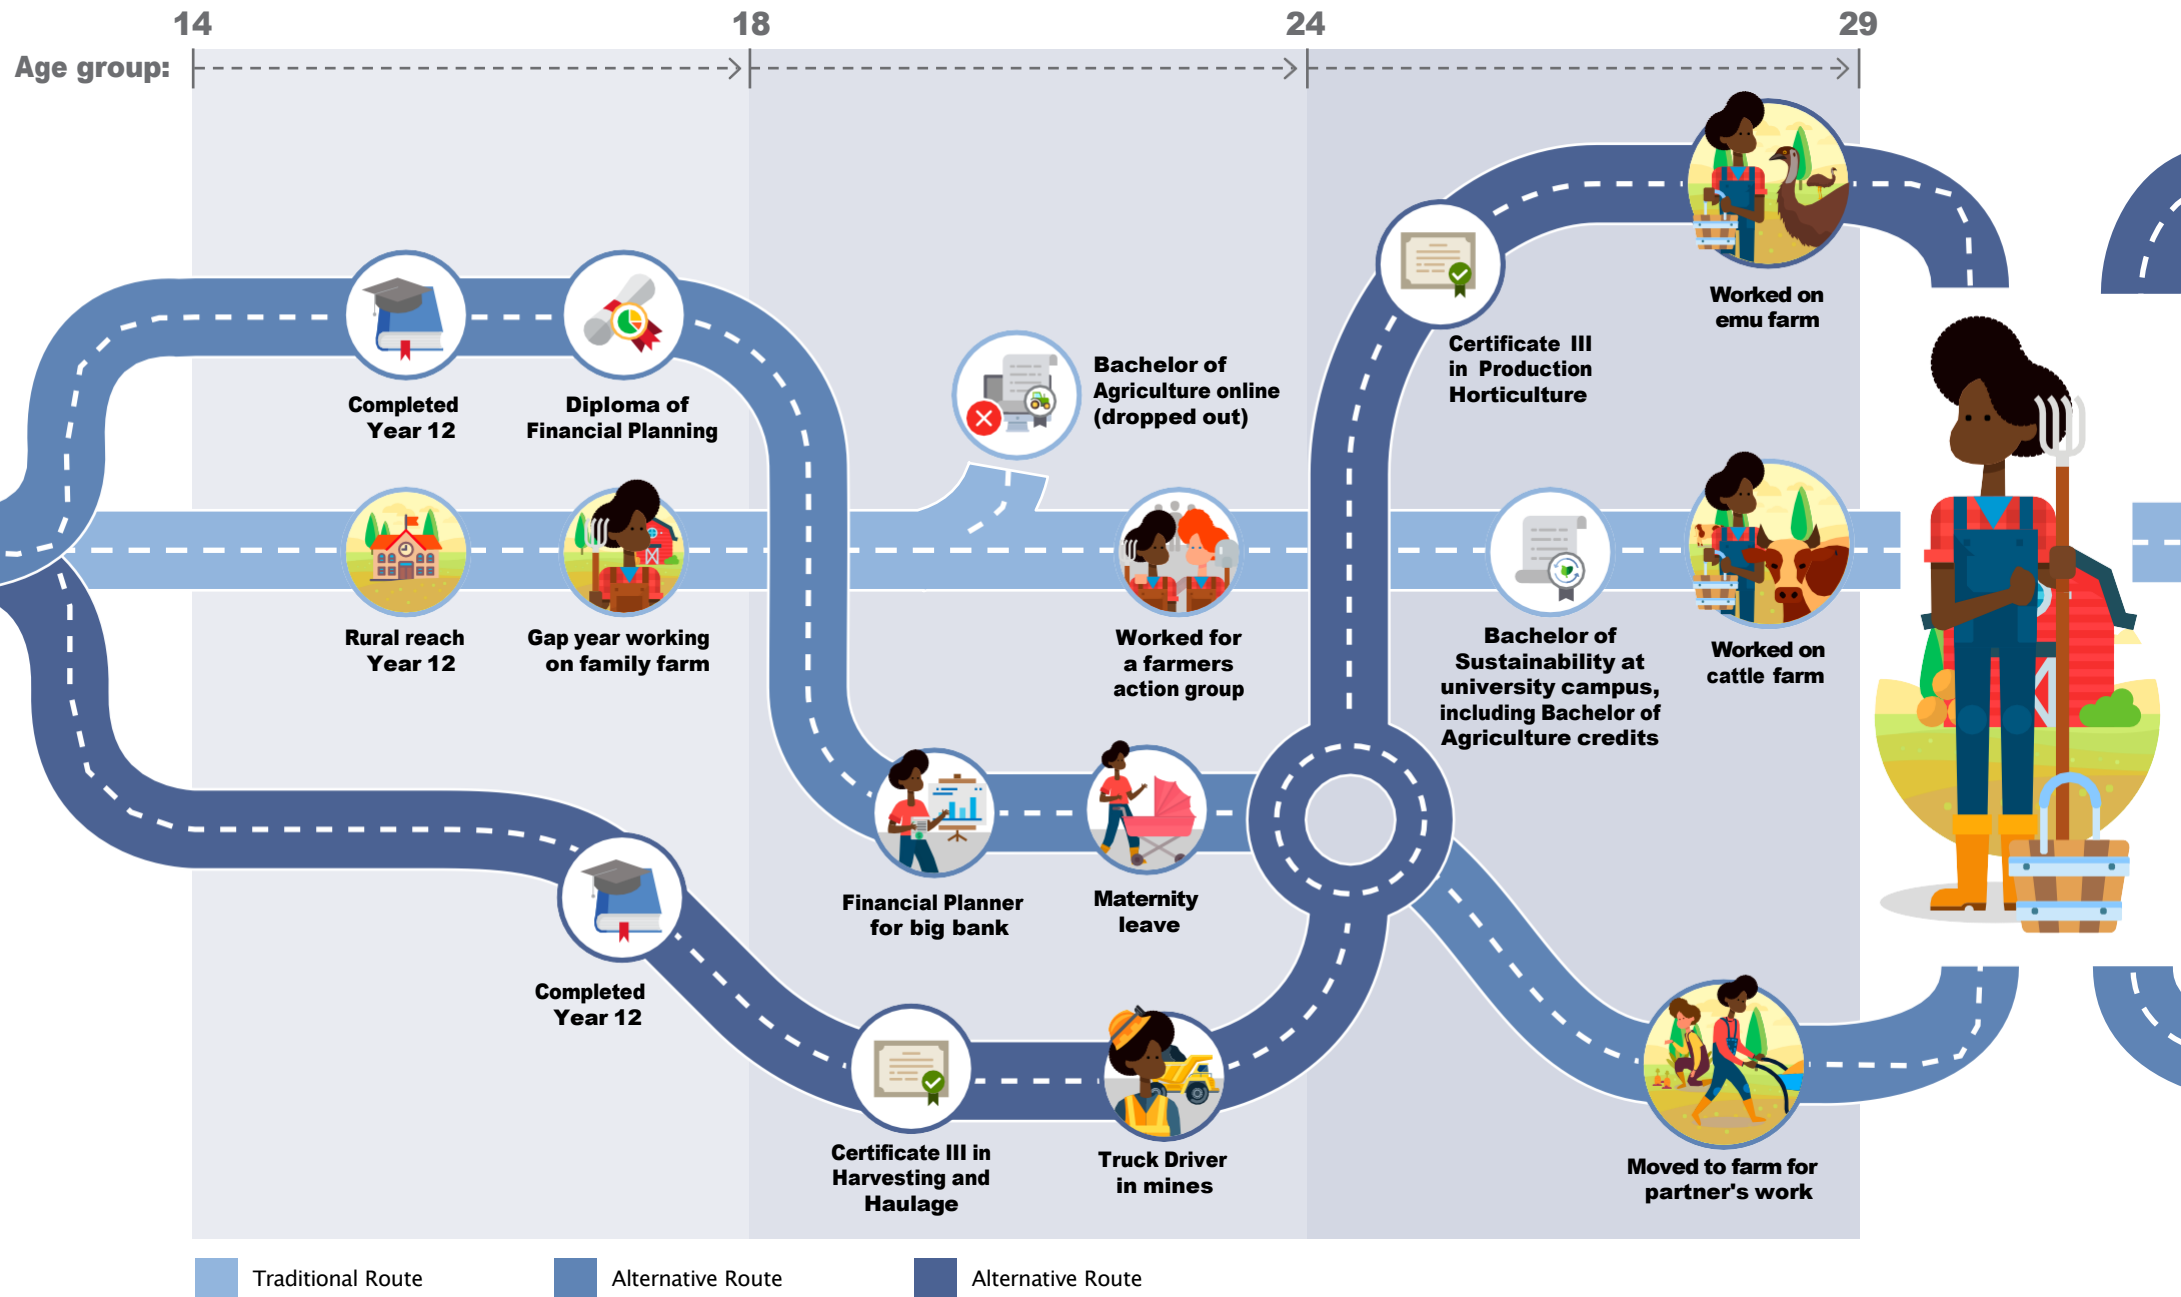 14
18
24
29
Age group:
Completed
Year 12
Diploma of
Financial Planning
Bachelor of
Agriculture online
(dropped out)
Certificate III
in Production
Horticulture
Worked on
emu farm
Rural reach
Year 12
Gap year working
on family farm
Worked for
a farmers
action group
Bachelor of
Sustainability at
university campus,
including Bachelor of
Agriculture credits
Worked on
cattle farm
Financial Planner
for big bank
Maternity
leave
Completed
Year 12
Certificate III in
Harvesting and
Haulage
Truck Driver
in mines
Moved to farm for
partner's work
Traditional Route
Alternative Route
Alternative Route